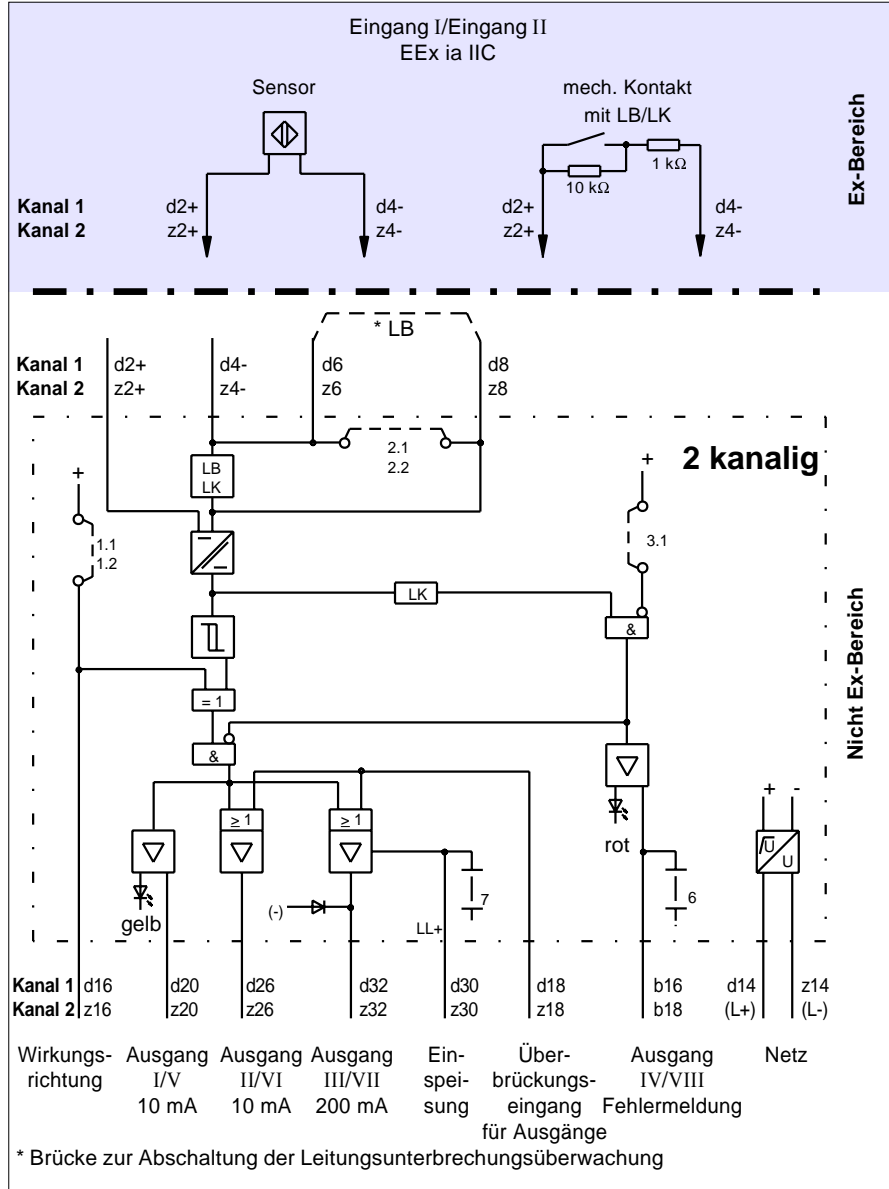 Eingang I/Eingang II
EEx ia IIC
Sensor
mech. Kontakt
mit LB/LK
1 kΩ
10 kΩ
Ex-Bereich
Kanal 1 d2+ d4- d2+ d4-
Kanal 2 z2+ z4- z2+ z4-
* LB
Kanal 1 d2+ d4- d6 d8
Kanal 2 z2+ z4- z6 z8
2.1
2.2
2 kanalig
LB
LK
+
+
1.1
1.2
3.1
LK
&
= 1
&
Nicht Ex-Bereich
≥ 1
≥ 1
+ -
rot
U
U
gelb
(-)
7
6
LL+
Kanal 1 d16 d20 d26 d32 d30 d18 b16 d14 z14
Kanal 2 z16 z20 z26 z32 z30 z18 b18 (L+) (L-)
Wirkungs- Ausgang Ausgang Ausgang Ein- Über- Ausgang Netz
richtung I/V II/VI III/VII spei- brückungs- IV/VIII
10 mA 10 mA 200 mA sung eingang Fehlermeldung
für Ausgänge
* Brücke zur Abschaltung der Leitungsunterbrechungsüberwachung